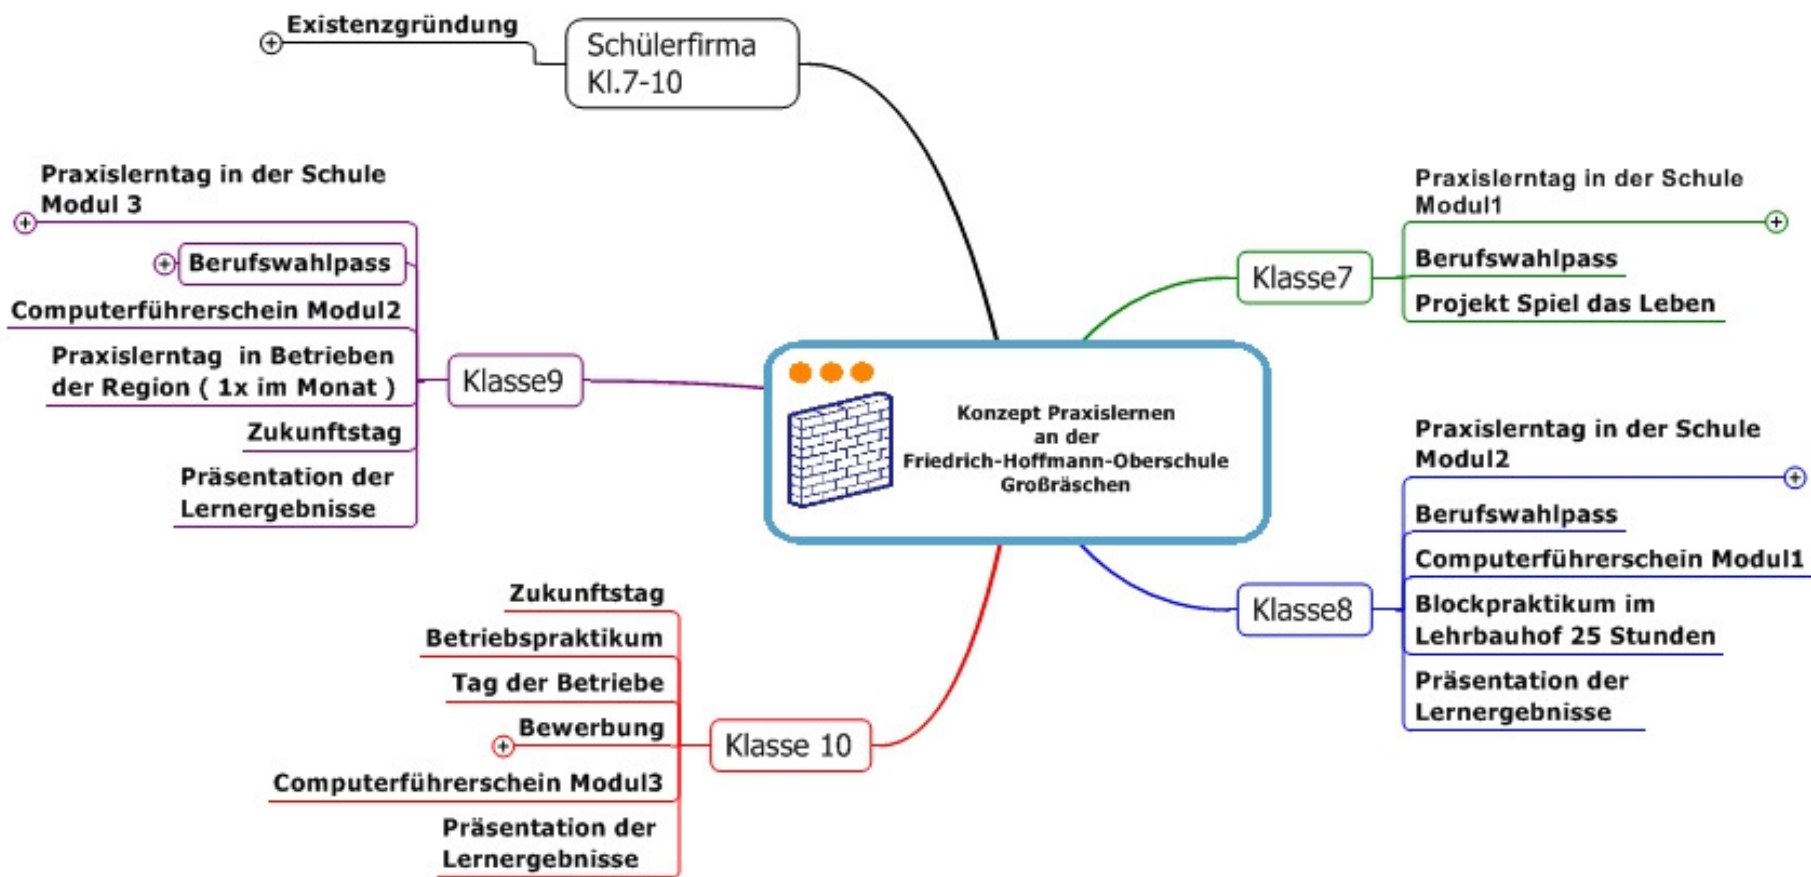 Existenzgründung
Schülerfirma
Kl.7-10
Praxislerntag in der Schule
Modul 3
Berufswahlpass
Computerführerschein Modul2
Praxislerntag in Betrieben
der Region ( 1x im Monat )
Zukunftstag
Präsentation der
Lernergebnisse
Klasse9
Praxislerntag in der Schule
Modul1
Berufswahlpass
Projekt Spiel das Leben
Klasse7
Konzept Praxislernen
an der
Friedrich-Hoffmann-Oberschule
Großräschen
Praxislerntag in der Schule
Modul2
Berufswahlpass
Computerführerschein Modul1
Blockpraktikum im
Lehrbauhof 25 Stunden
Präsentation der
Lernergebnisse
Klasse8
Zukunftstag
Betriebspraktikum
Tag der Betriebe
Bewerbung
Computerführerschein Modul3
Präsentation der
Lernergebnisse
Klasse 10